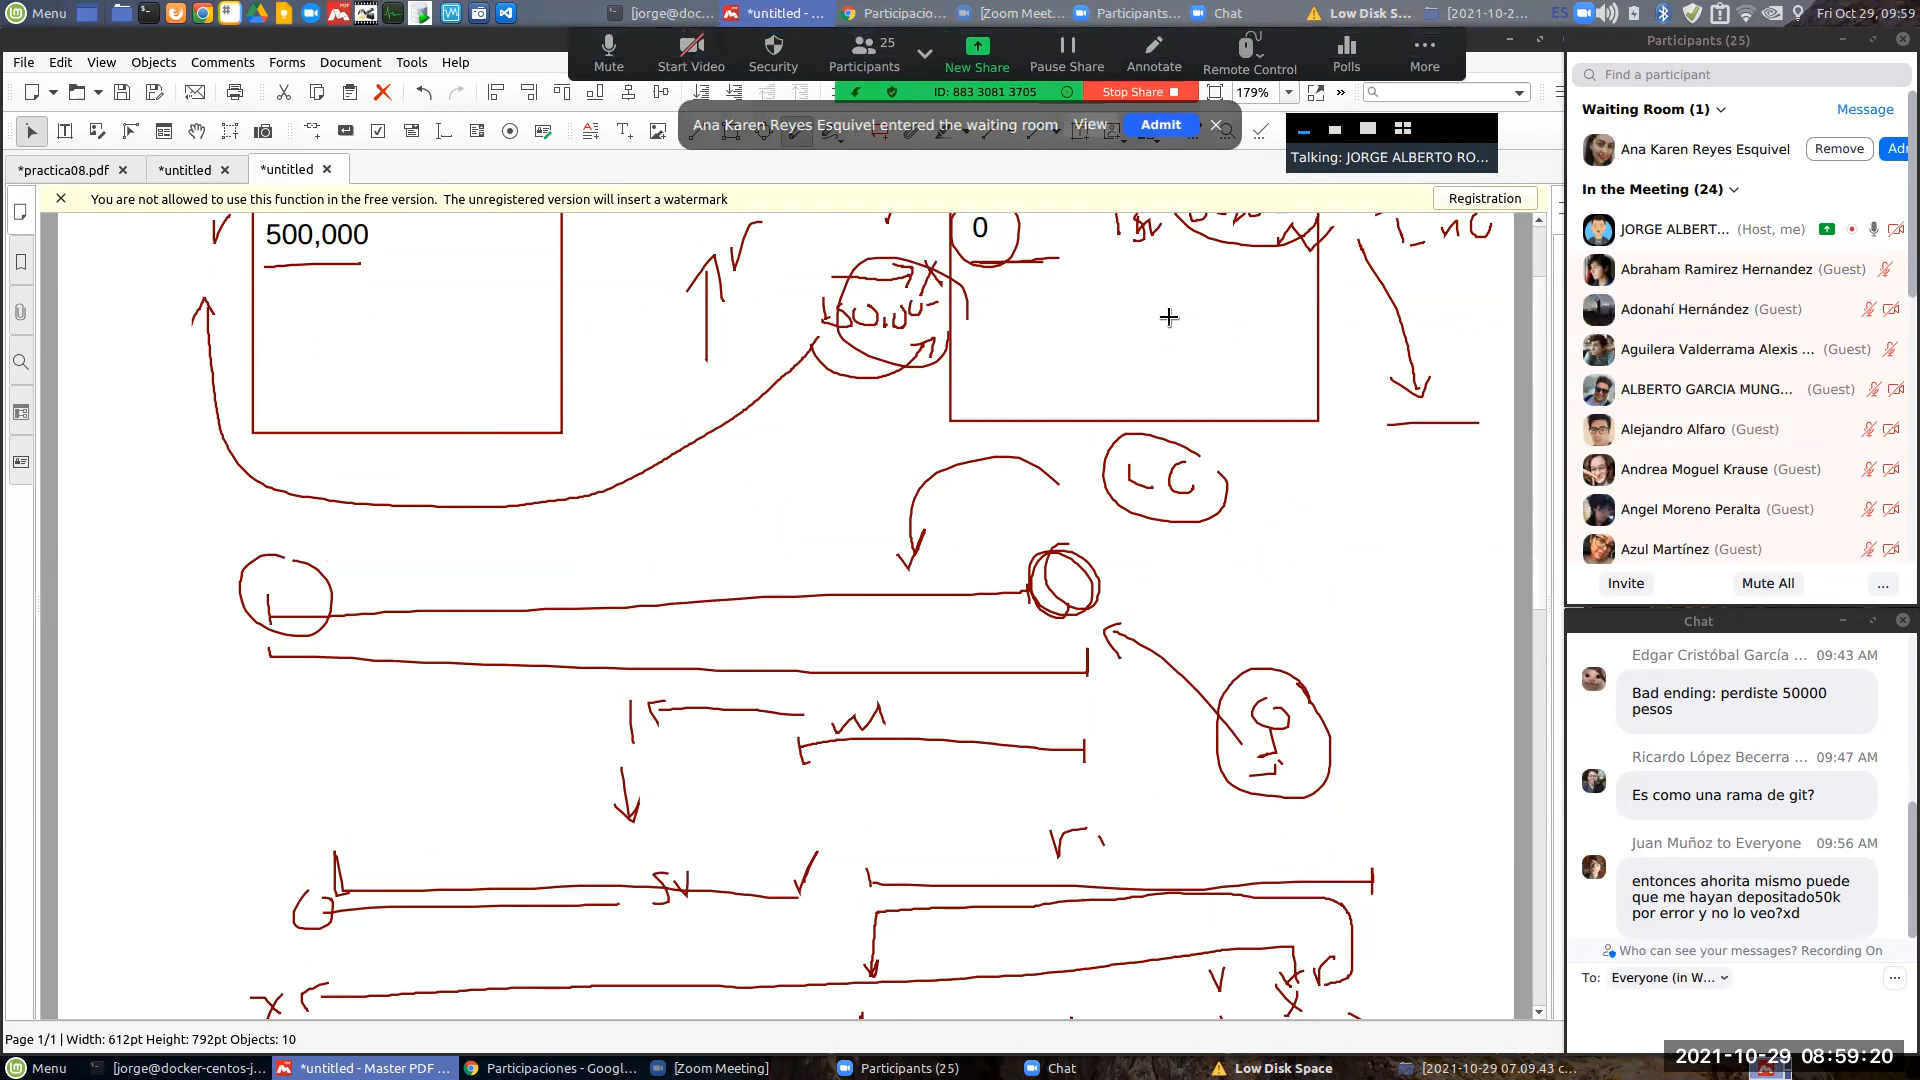 Menu
[jorge@doc...
*untitled - ...
Participacio...
[Zoom Meet...
Participants...
Chat
Low Disk S...
[2021-10-2...
ES
Fri Oct 29, 09:59
Mute
Start Video
Security
25
Participants
New Share
Pause Share
Annotate
Remote Control
Polls
More
ID: 883 3081 3705
Stop Share
Ana Karen Reyes Esquivel entered the waiting room
View
Admit
Talking: JORGE ALBERTO RO...
File Edit View Objects Comments Forms Document Tools Help
179%
*practica08.pdf
*untitled
*untitled
You are not allowed to use this function in the free version. The unregistered version will insert a watermark
Registration
500,000
0
LC
Page 1/1 | Width: 612pt Height: 792pt Objects: 10
Participants (25)
Find a participant
Waiting Room (1)
Message
Ana Karen Reyes Esquivel
Remove
Adr
In the Meeting (24)
JORGE ALBERT... (Host, me)
Abraham Ramirez Hernandez (Guest)
Adonahí Hernández (Guest)
Aguilera Valderrama Alexis ... (Guest)
ALBERTO GARCIA MUNG... (Guest)
Alejandro Alfaro (Guest)
Andrea Moguel Krause (Guest)
Angel Moreno Peralta (Guest)
Azul Martínez (Guest)
Invite
Mute All
...
Chat
Edgar Cristóbal García ... 09:43 AM
Bad ending: perdiste 50000
pesos
Ricardo López Becerra ... 09:47 AM
Es como una rama de git?
Juan Muñoz to Everyone 09:56 AM
entonces ahorita mismo puede
que me hayan depositado50k
por error y no lo veo?xd
Who can see your messages? Recording On
To: Everyone (in W...
2021-10-29 08:59:20
Menu
[jorge@docker-centos-j...
*untitled - Master PDF ...
Participaciones - Googl...
[Zoom Meeting]
Participants (25)
Chat
Low Disk Space
[2021-10-29 07.09.43 c...